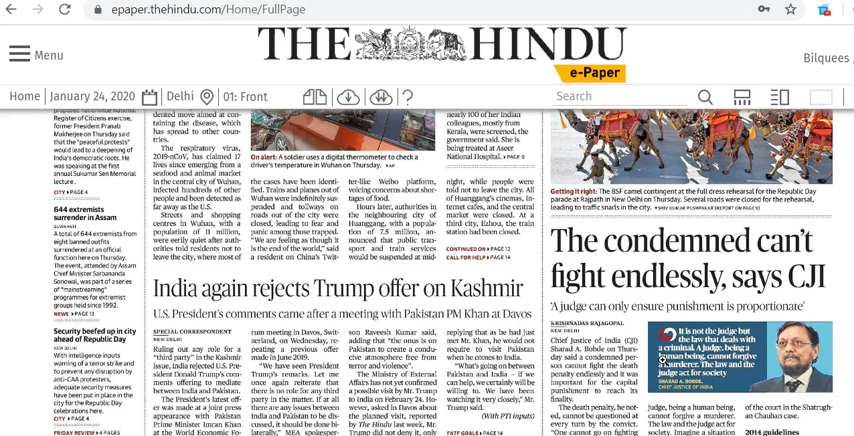 epaper.thehindu.com/Home/FullPage
Menu
THE HINDU
e-Paper
Bilquees
Home
January 24, 2020
Delhi
01: Front
?
Search
National
Register of Citizens exercise,
former President Pranab
Mukherjee on Thursday said
that the "peaceful protests"
would lead to a deepening of
India's democratic roots. He
was speaking at the first
annual Sukumar Sen Memorial
lecture.
CITY ▸ PAGE 4
644 extremists
surrender in Assam
GUWAHATI
A total of 644 extremists from
eight banned outfits
surrendered at an official
function here on Thursday.
The event, attended by Assam
Chief Minister Sarbananda
Sonowal, was part of a
series of "mainstreaming"
programmes for extremist
groups held since 1992.
NEWS ▸ PAGE 13
Security beefed up in city
ahead of Republic Day
NEW DELHI
With intelligence inputs
warning of a terror strike and
to prevent any disruption by
anti-CAA protesters,
adequate security measures
have been put in place in the
city for the Republic Day
celebrations here.
CITY ▸ PAGE 4
FRIDAY REVIEW ▸ 4 PAGES
dented move aimed at con-
taining the disease, which
has spread to other coun-
tries.
The respiratory virus,
2019-nCoV, has claimed 17
lives since emerging from a
seafood and animal market
in the central city of Wuhan,
infected hundreds of other
people and been detected as
far away as the U.S.
Streets and shopping
centres in Wuhan, with a
population of 11 million,
were eerily quiet after auth-
orities told residents not to
leave the city, where most of
On alert: A soldier uses a digital thermometer to check a
driver's temperature in Wuhan on Thursday. ▪AP
the cases have been identi-
fied. Trains and planes out of
Wuhan were indefinitely sus-
pended and tollways on
roads out of the city were
closed, leading to fear and
panic among those trapped.
"We are feeling as though it
is the end of the world," said
a resident on China's Twit-
ter-like Weibo platform,
voicing concerns about shor-
tages of food.
Hours later, authorities in
the neighbouring city of
Huanggang, with a popula-
tion of 7.5 million, an-
nounced that public tran-
sport and train services
would be suspended at mid-
nearly 100 of her Indian
colleagues, mostly from
Kerala, were screened, the
government said. She is
being treated at Aseer
National Hospital. ▸ PAGE 9
night, while people were
told not to leave the city. All
of Huanggang's cinemas, In-
ternet cafes, and the central
market were closed. At a
third city, Ezhou, the train
station had been closed.
CONTINUED ON ▸ PAGE 12
CALL FOR HELP ▸ PAGE 14
India again rejects Trump offer on Kashmir
U.S. President's comments came after a meeting with Pakistan PM Khan at Davos
SPECIAL CORRESPONDENT
NEW DELHI
Ruling out any role for a
"third party" in the Kashmir
issue, India rejected U.S. Pres-
ident Donald Trump's com-
ments offering to mediate
between India and Pakistan.
The President's latest off-
er was made at a joint press
appearance with Pakistan
Prime Minister Imran Khan
at the World Economic Fo-
rum meeting in Davos, Swit-
zerland, on Wednesday, re-
peating a previous offer
made in June 2019.
"We have seen President
Trump's remarks. Let me
once again reiterate that
there is no role for any third
party in the matter. If at all
there are any issues between
India and Pakistan to be dis-
cussed, it should be done bi-
laterally," MEA spokesper-
son Raveesh Kumar said,
adding that "the onus is on
Pakistan to create a condu-
cive atmosphere free from
terror and violence".
The Ministry of External
Affairs has not yet confirmed
a possible visit by Mr. Trump
to India on February 24. How-
ever, asked in Davos about
the planned visit, reported
by The Hindu last week, Mr.
Trump did not deny it, only
replying that as he had just
met Mr. Khan, he would not
require to visit Pakistan
when he comes to India.
"What's going on between
Pakistan and India – if we
can help, we certainly will be
willing to. We have been
watching it very closely," Mr.
Trump said.
(With PTI inputs)
FATF GOALS ▸ PAGE 14
Getting it right: The BSF camel contingent at the full dress rehearsal for the Republic Day
parade at Rajpath in New Delhi on Thursday. Several roads were closed for the rehearsal,
leading to traffic snarls in the city. ▪SHIV KUMAR PUSHPAKAR (REPORT ON PAGE 5)
The condemned can't
fight endlessly, says CJI
'A judge can only ensure punishment is proportionate'
KRISHNADAS RAJAGOPAL
NEW DELHI
Chief Justice of India (CJI)
Sharad A. Bobde on Thurs-
day said a condemned per-
son cannot fight the death
penalty endlessly and it was
important for the capital
punishment to reach its
finality.
The death penalty, he not-
ed, cannot be questioned at
every turn by the convict.
"One cannot go on fighting
It is not the judge but
the law that deals with
a criminal. A judge, being a
human being, cannot forgive
a murderer. The law and the
judge act for society
SHARAD A. BOBDE,
CHIEF JUSTICE OF INDIA
judge, being a human being,
cannot forgive a murderer.
The law and the judge act for
society. Imagine a situation
of the court in the Shatrugh-
an Chauhan case.
2014 guidelines